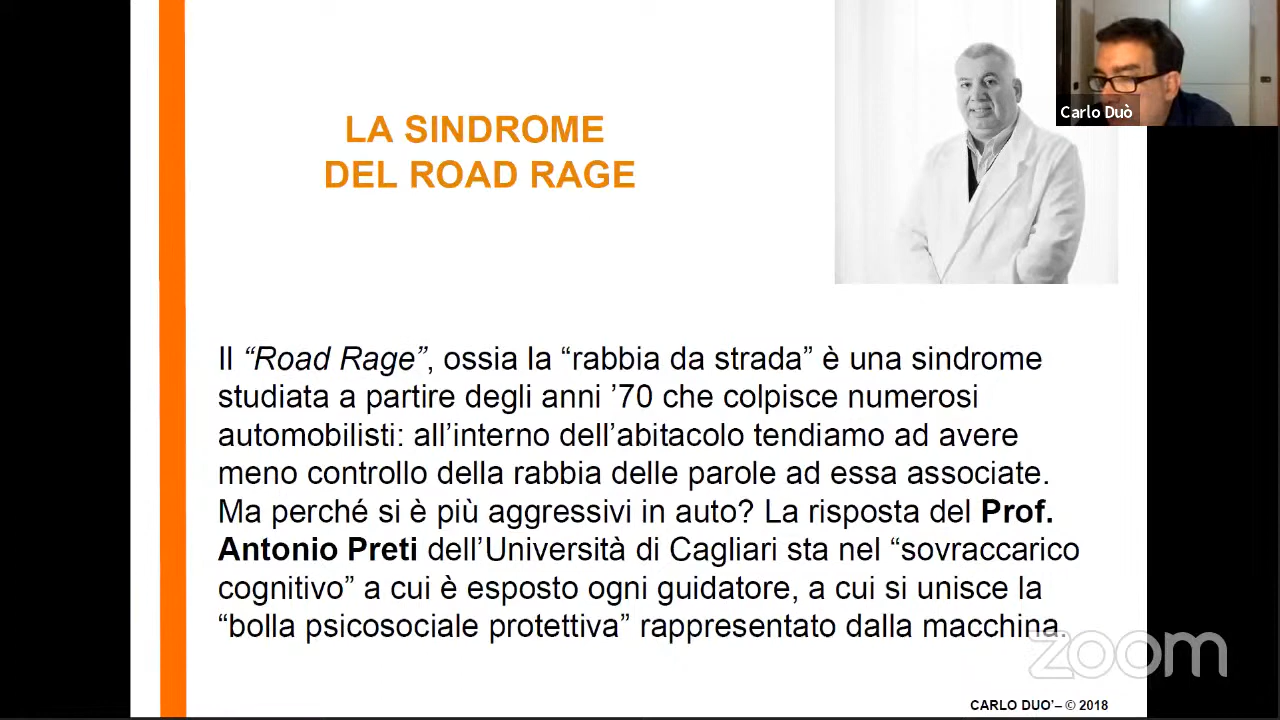 Carlo Duò
LA SINDROME
DEL ROAD RAGE
Il “Road Rage”, ossia la “rabbia da strada” è una sindrome
studiata a partire degli anni ’70 che colpisce numerosi
automobilisti: all’interno dell’abitacolo tendiamo ad avere
meno controllo della rabbia delle parole ad essa associate.
Ma perché si è più aggressivi in auto? La risposta del Prof.
Antonio Preti dell’Università di Cagliari sta nel “sovraccarico
cognitivo” a cui è esposto ogni guidatore, a cui si unisce la
“bolla psicosociale protettiva” rappresentato dalla macchina.
zoom
CARLO DUO’– © 2018